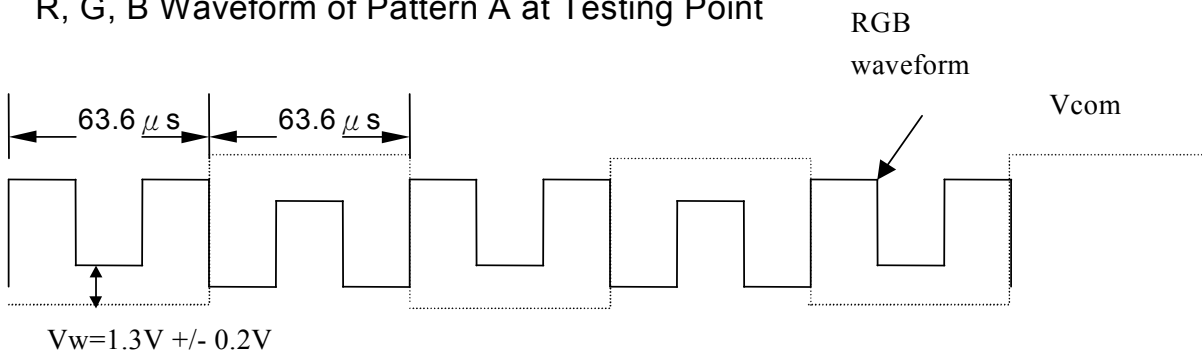 R, G, B Waveform of Pattern A at Testing Point
RGB
waveform
Vcom
63.6 μ s
63.6 μ s
Vw=1.3V +/- 0.2V